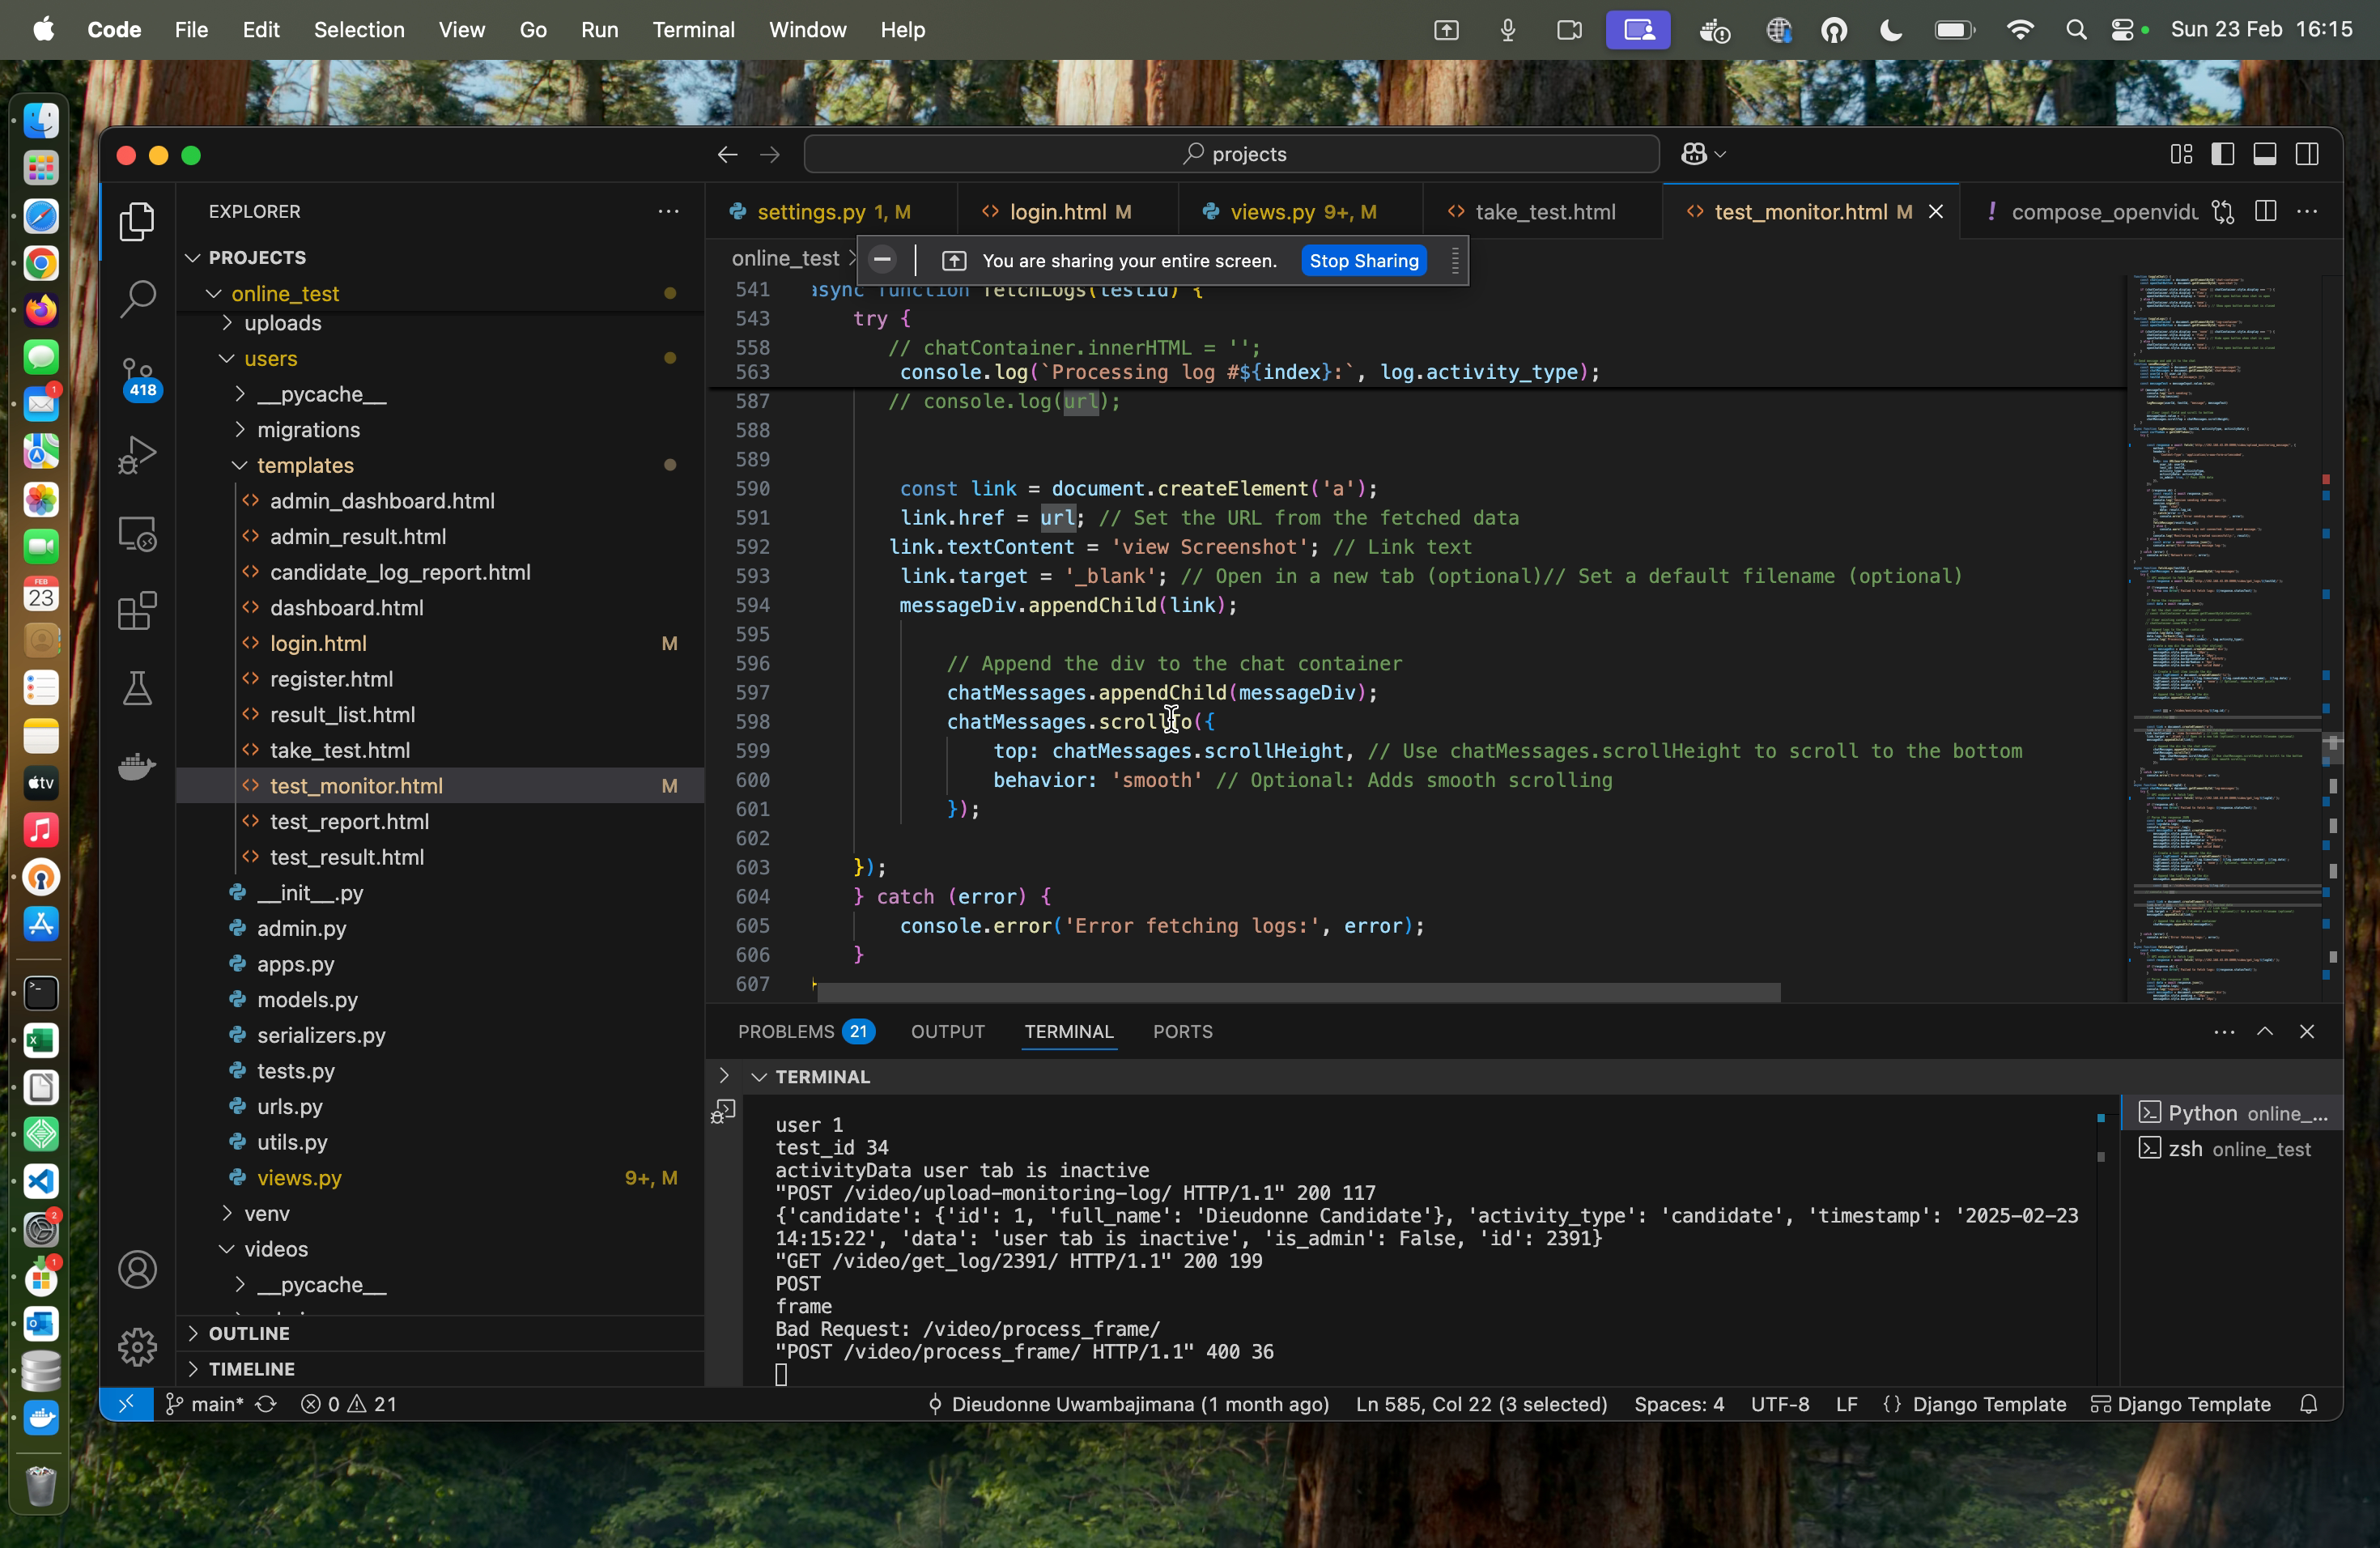 Code File Edit Selection View Go Run Terminal Window Help Sun 23 Feb 16:15
projects
EXPLORER
settings.py 1, M
login.html M
views.py 9+, M
take_test.html
test_monitor.html M
compose_openvidu
PROJECTS
online_test
uploads
users
__pycache__
migrations
templates
admin_dashboard.html
admin_result.html
candidate_log_report.html
dashboard.html
login.html M
register.html
result_list.html
take_test.html
test_monitor.html M
test_report.html
test_result.html
__init__.py
admin.py
apps.py
models.py
serializers.py
tests.py
urls.py
utils.py
views.py 9+, M
venv
videos
__pycache__
OUTLINE
TIMELINE
418
FEB
23
tv
1
2
1
online_test
You are sharing your entire screen. Stop Sharing
541 async function fetchLogs(testId) {
543 try {
558 // chatContainer.innerHTML = '';
563 console.log(`Processing log #${index}:`, log.activity_type);
587 // console.log(url);
588
589
590 const link = document.createElement('a');
591 link.href = url; // Set the URL from the fetched data
592 link.textContent = 'view Screenshot'; // Link text
593 link.target = '_blank'; // Open in a new tab (optional)// Set a default filename (optional)
594 messageDiv.appendChild(link);
595
596 // Append the div to the chat container
597 chatMessages.appendChild(messageDiv);
598 chatMessages.scrollTo({
599 top: chatMessages.scrollHeight, // Use chatMessages.scrollHeight to scroll to the bottom
600 behavior: 'smooth' // Optional: Adds smooth scrolling
601 });
602
603 });
604 } catch (error) {
605 console.error('Error fetching logs:', error);
606 }
607
PROBLEMS 21 OUTPUT TERMINAL PORTS
TERMINAL
user 1
test_id 34
activityData user tab is inactive
"POST /video/upload-monitoring-log/ HTTP/1.1" 200 117
{'candidate': {'id': 1, 'full_name': 'Dieudonne Candidate'}, 'activity_type': 'candidate', 'timestamp': '2025-02-23
14:15:22', 'data': 'user tab is inactive', 'is_admin': False, 'id': 2391}
"GET /video/get_log/2391/ HTTP/1.1" 200 199
POST
frame
Bad Request: /video/process_frame/
"POST /video/process_frame/ HTTP/1.1" 400 36
Python online_...
zsh online_test
main* 0 21 Dieudonne Uwambajimana (1 month ago) Ln 585, Col 22 (3 selected) Spaces: 4 UTF-8 LF {} Django Template Django Template